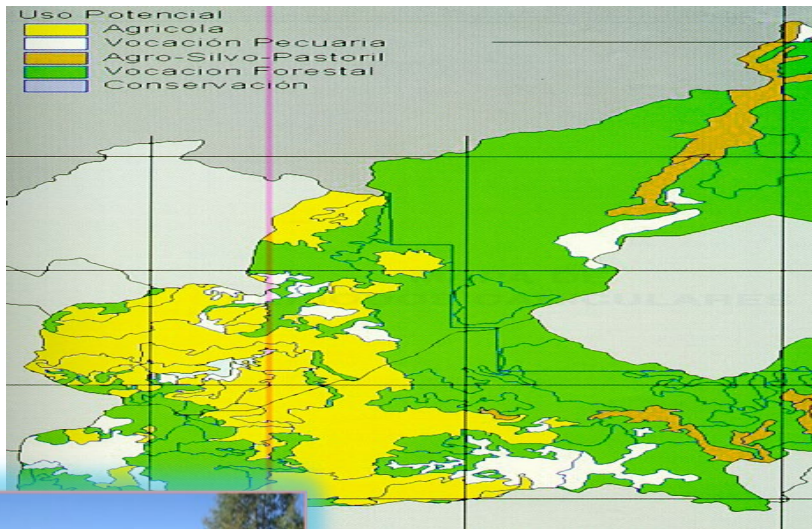 Uso Potencial
Agricola
Vocación Pecuaria
Agro-Silvo-Pastoril
Vocacion Forestal
Conservación